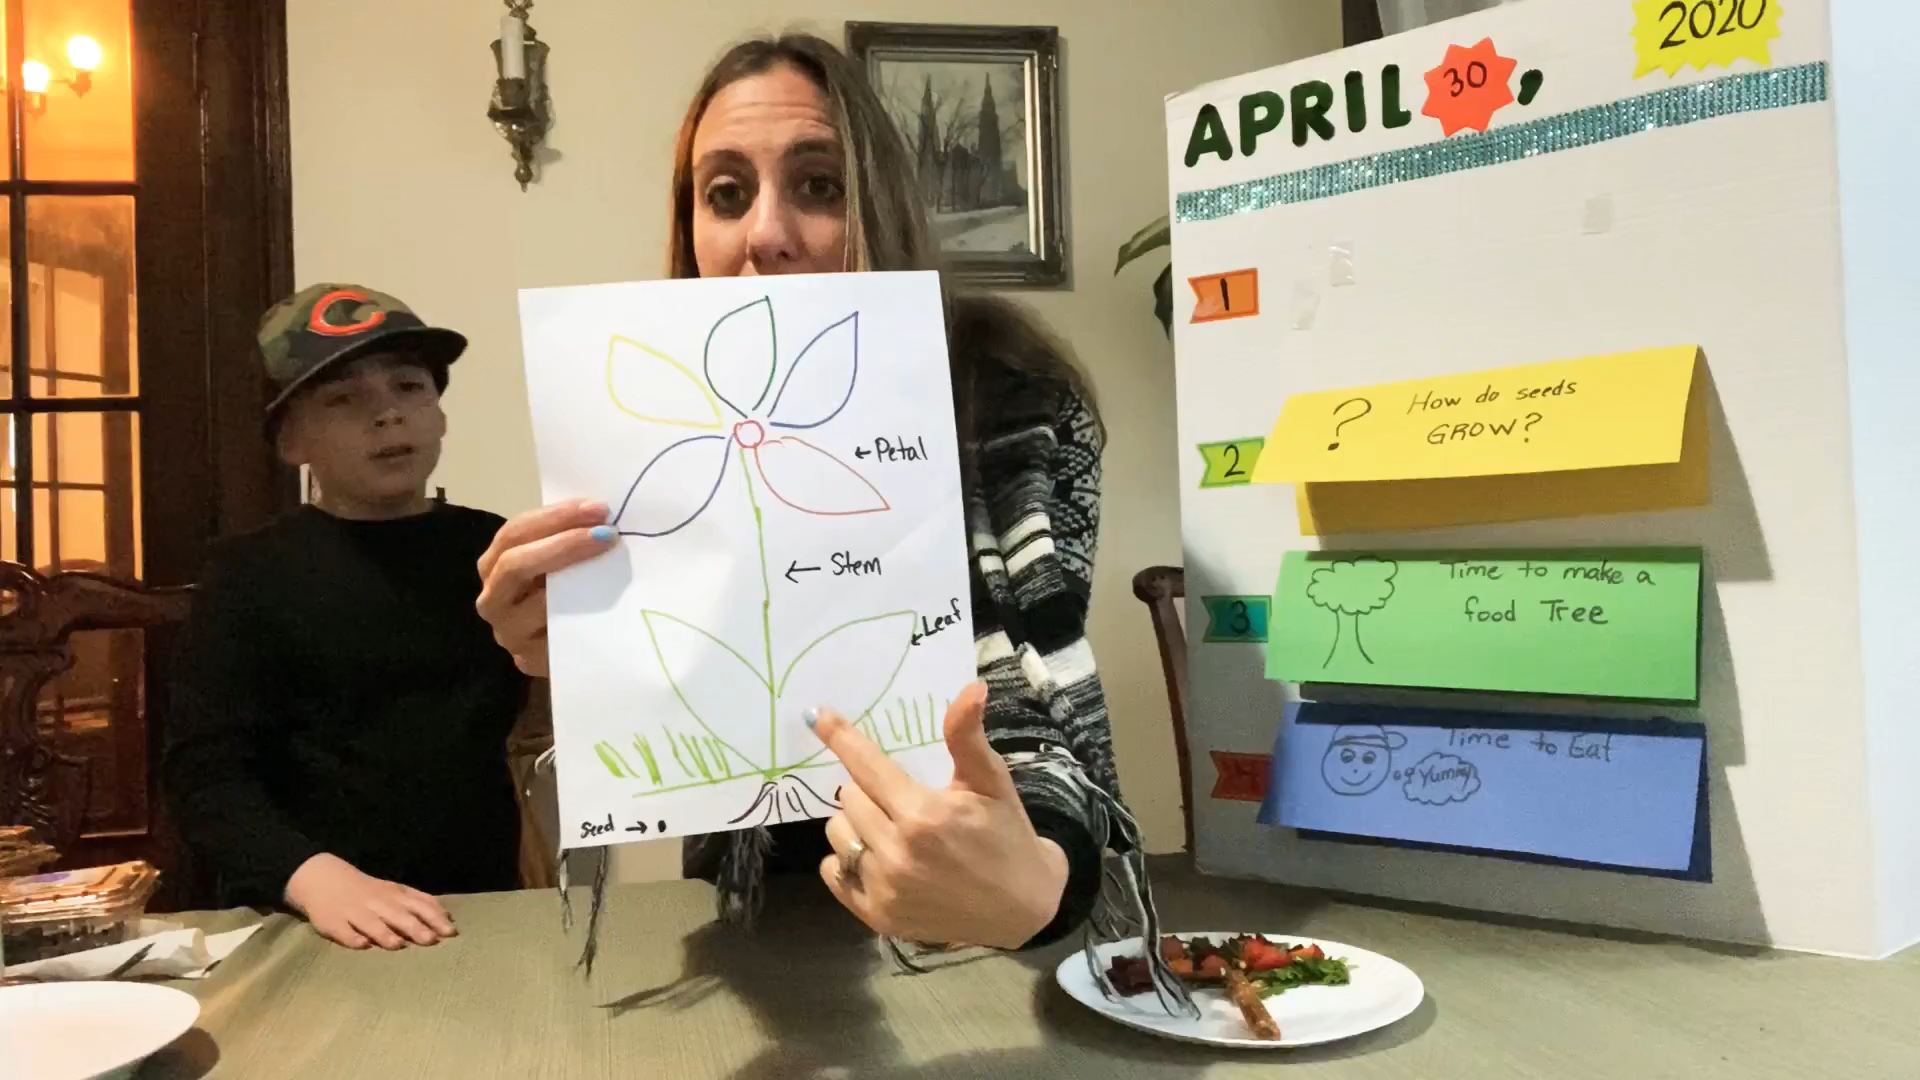 C
← Petal
← Stem
← Leaf
Seed →
APRIL 30, 2020
1
2
? How do seeds
GROW?
3
Time to make a
food Tree
4
Time to Eat
Yummy